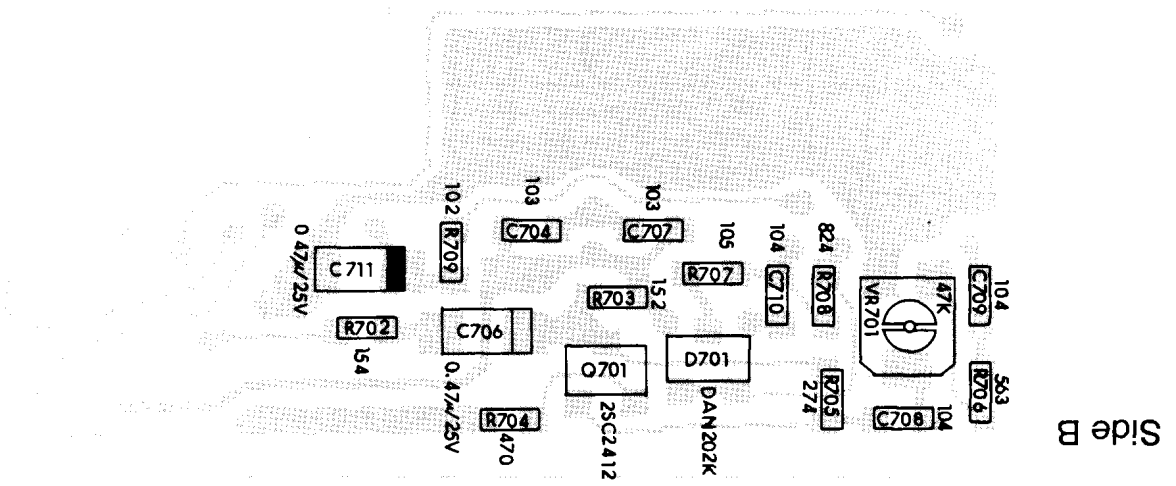 102
R709
103
C704
103
C707
105
R707
104
C710
824
R708
47K
VR701
C709
104
0.47µ/25V
C711
R703
152
R702
154
C706
0.47µ/25V
Q701
2SC2412
D701
DAN202K
R705
274
C708
104
R706
563
R704
470
Side B